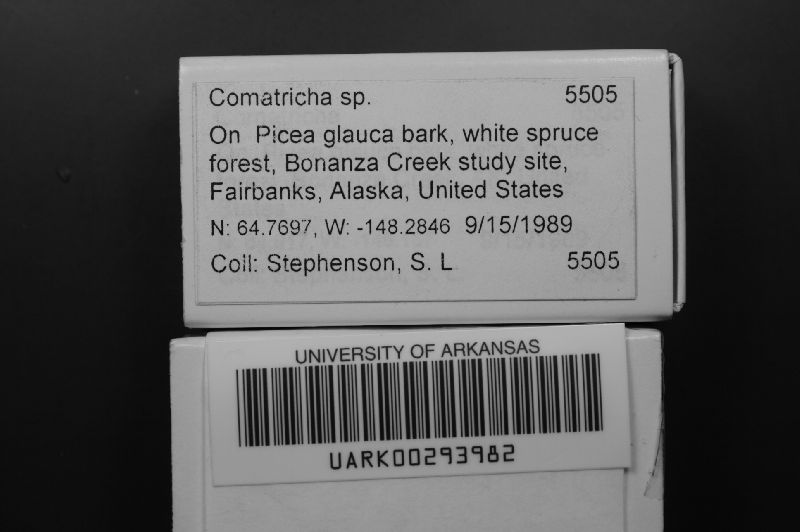 Comatricha sp. 5505
On Picea glauca bark, white spruce
forest, Bonanza Creek study site,
Fairbanks, Alaska, United States
N: 64.7697, W: -148.2846 9/15/1989
Coll: Stephenson, S. L 5505
UNIVERSITY OF ARKANSAS
UARK00293982